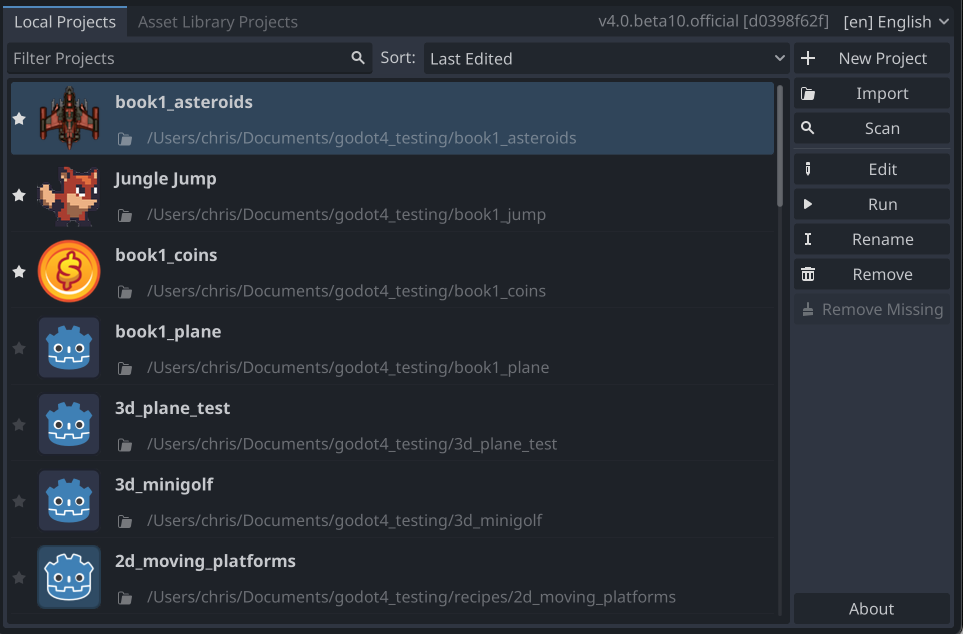 Local Projects Asset Library Projects v4.0.beta10.official [d0398f62f] [en] English
Filter Projects Sort: Last Edited
New Project
Import
Scan
Edit
Run
Rename
Remove
Remove Missing
About
book1_asteroids
/Users/chris/Documents/godot4_testing/book1_asteroids
Jungle Jump
/Users/chris/Documents/godot4_testing/book1_jump
book1_coins
/Users/chris/Documents/godot4_testing/book1_coins
book1_plane
/Users/chris/Documents/godot4_testing/book1_plane
3d_plane_test
/Users/chris/Documents/godot4_testing/3d_plane_test
3d_minigolf
/Users/chris/Documents/godot4_testing/3d_minigolf
2d_moving_platforms
/Users/chris/Documents/godot4_testing/recipes/2d_moving_platforms